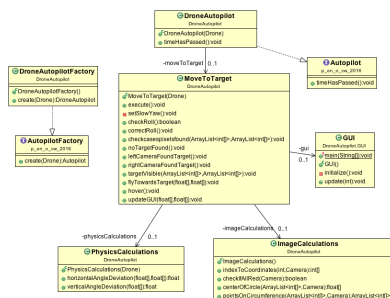 DroneAutopilot
DroneAutopilot
DroneAutopilot(Drone)
timeHasPassed():void
-moveToTarget
0..1
Autopilot
p_en_o_cw_2016
timeHasPassed():void
DroneAutopilotFactory
DroneAutopilot
DroneAutopilotFactory()
create(Drone):DroneAutopilot
AutopilotFactory
p_en_o_cw_2016
create(Drone):Autopilot
MoveToTarget
DroneAutopilot
MoveToTarget(Drone)
execute():void
setSlowYaw():void
checkRoll():boolean
correctRoll():void
checkcasespixelsfound(ArrayList<int[]>,ArrayList<int[]>):void
noTargetFound():void
leftCameraFoundTarget():void
rightCameraFoundTarget():void
targetVisible(ArrayList<int[]>,ArrayList<int[]>):void
flyTowardsTarget(float[],float[]):void
hover():void
updateGUI(float[],float[]):void
-gui
0..1
GUI
DroneAutopilot.GUI
main(String[]):void
GUI()
initialize():void
update(int):void
-physicsCalculations
0..1
-imageCalculations
0..1
PhysicsCalculations
DroneAutopilot
PhysicsCalculations(Drone)
horizontalAngleDeviation(float[],float[]):float
verticalAngleDeviation(float[]):float
ImageCalculations
DroneAutopilot
ImageCalculations()
indexToCoordinates(int,Camera):int[]
checkIfAllRed(Camera):boolean
centerOfCircle(ArrayList<int[]>,Camera):float[]
pointsOnCircumference(ArrayList<int[]>,Camera):ArrayList<int[]>